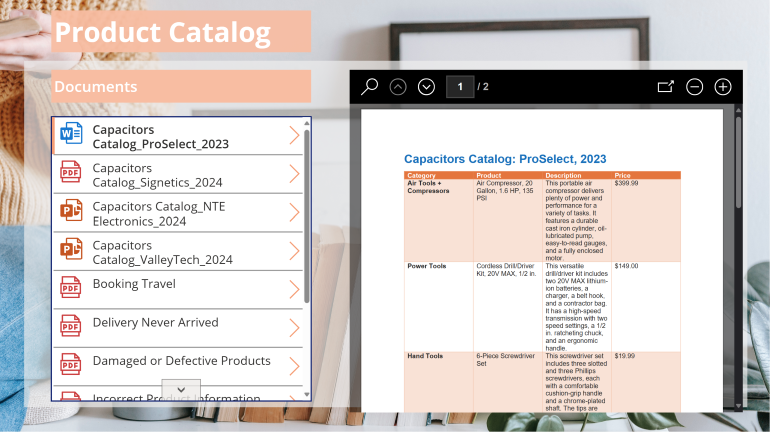 Product Catalog
Documents
Capacitors
Catalog_ProSelect_2023
Capacitors
Catalog_Signetics_2024
Capacitors Catalog_NTE
Electronics_2024
Capacitors
Catalog_ValleyTech_2024
Booking Travel
Delivery Never Arrived
Damaged or Defective Products
Incorrect Product Information
1 / 2
Capacitors Catalog: ProSelect, 2023
Category Product Description Price
Air Tools +
Compressors
Air Compressor, 20
Gallon, 1.6 HP, 135
PSI
This portable air
compressor delivers
plenty of power and
performance for a
variety of tasks. It
features a durable
cast iron cylinder, oil-
lubricated pump,
easy-to-read gauges,
and a fully enclosed
motor.
$399.99
Power Tools
Cordless Drill/Driver
Kit, 20V MAX, 1/2 in.
This versatile
drill/driver kit includes
two 20V MAX lithium-
ion batteries, a
charger, a belt hook,
and a contractor bag.
It has a high-speed
transmission with two
speed settings, a 1/2
in. ratcheting chuck,
and an ergonomic
handle.
$149.00
Hand Tools
6-Piece Screwdriver
Set
This screwdriver set
includes three slotted
and three Phillips
screwdrivers, each
with a comfortable
cushion-grip handle
and a chrome-plated
shaft. The tips are
$19.99